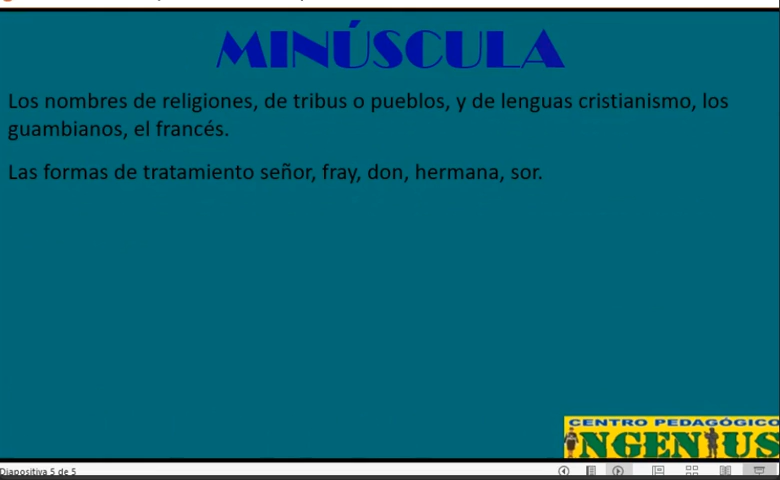 MINÚSCULA
Los nombres de religiones, de tribus o pueblos, y de lenguas cristianismo, los
guambianos, el francés.
Las formas de tratamiento señor, fray, don, hermana, sor.
CENTRO PEDAGÓGICO
INGENIUS
Diapositiva 5 de 5